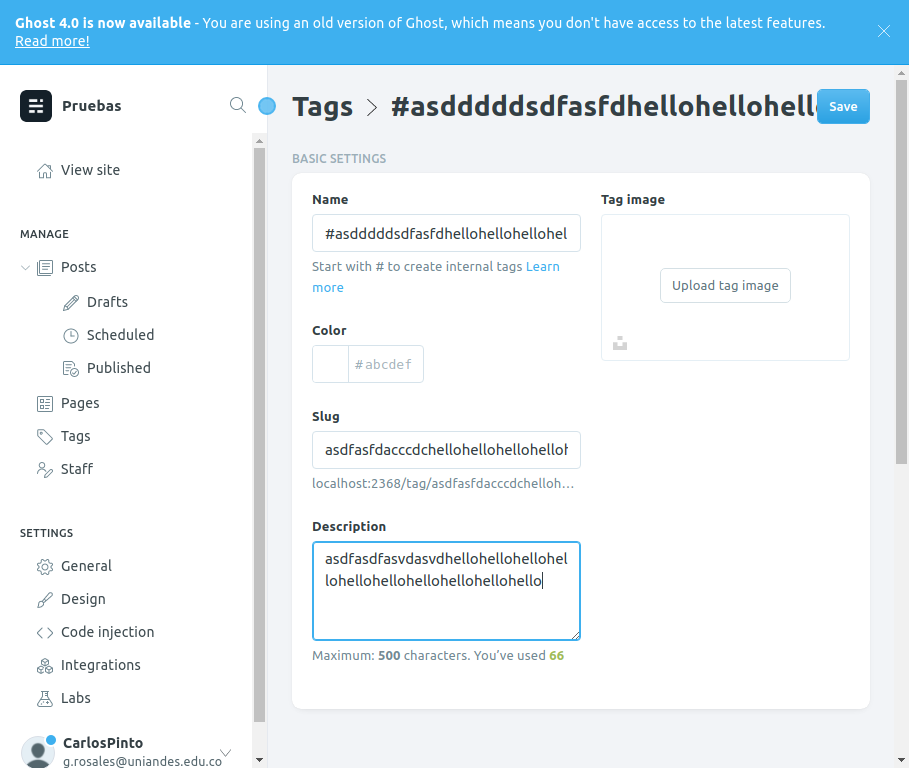 Ghost 4.0 is now available - You are using an old version of Ghost, which means you don't have access to the latest features.
Read more!
Pruebas
View site
MANAGE
Posts
Drafts
Scheduled
Published
Pages
Tags
Staff
SETTINGS
General
Design
Code injection
Integrations
Labs
CarlosPinto
g.rosales@uniandes.edu.co
Tags > #asdddddsdfasfdhellohellohello
Save
BASIC SETTINGS
Name
#asdddddsdfasfdhellohellohellohel
Start with # to create internal tags Learn
more
Color
#abcdef
Slug
asdfasfdacccdchellohellohellohelloh
localhost:2368/tag/asdfasfdacccdchelloh...
Description
asdfasdfasvdasvdhellohellohellohel
lohellohellohellohellohellohello
Maximum: 500 characters. You've used 66
Tag image
Upload tag image